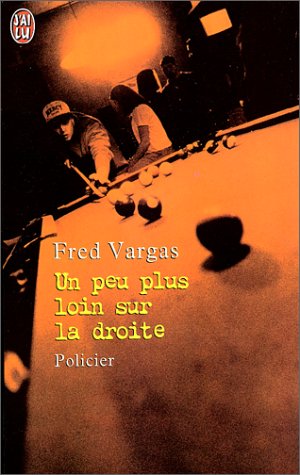 J'AI
LU
Fred Vargas
Un peu plus
loin sur
la droite
Policier